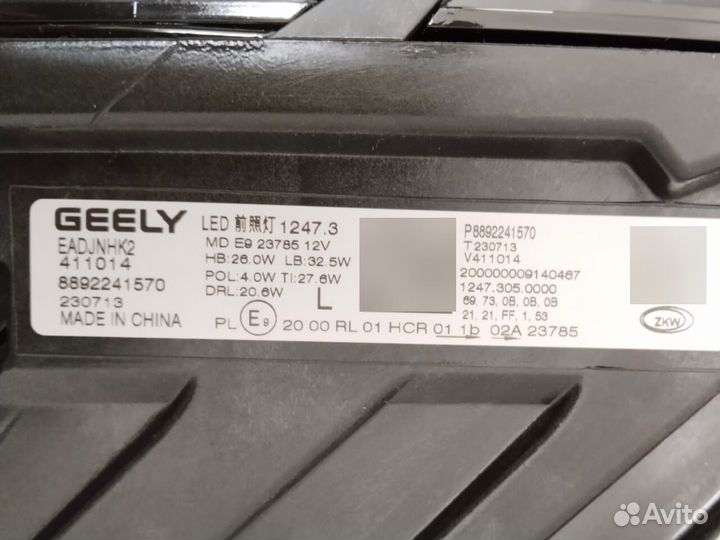 GEELY
EADJNHK2
411014
8892241570
230713
MADE IN CHINA
LED 前照灯 1247.3
MD E9 23785 12V
HB:26.0W LB:32.5W
POL:4.0W TI:27.6W
DRL:20.6W
L
P8892241570
T230713
V411014
200000009140467
1247.305.0000
69, 73, 0B, 0B, 0B
21, 21, FF, 1, 53
ZKW
PL E9 20 00 RL 01 HCR 01 1b 02A 23785
Avito